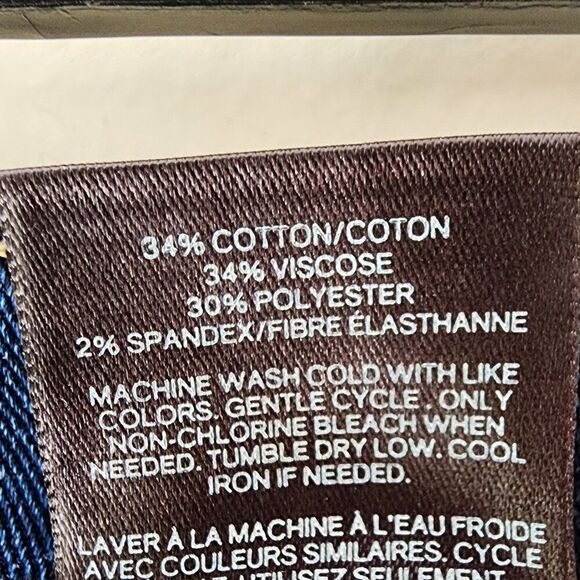 34% COTTON/COTON
34% VISCOSE
30% POLYESTER
2% SPANDEX/FIBRE ÉLASTHANNE
MACHINE WASH COLD WITH LIKE
COLORS. GENTLE CYCLE. ONLY
NON-CHLORINE BLEACH WHEN
NEEDED. TUMBLE DRY LOW. COOL
IRON IF NEEDED.
LAVER À LA MACHINE À L'EAU FROIDE
AVEC COULEURS SIMILAIRES. CYCLE
UTILISEZ SEULEMENT